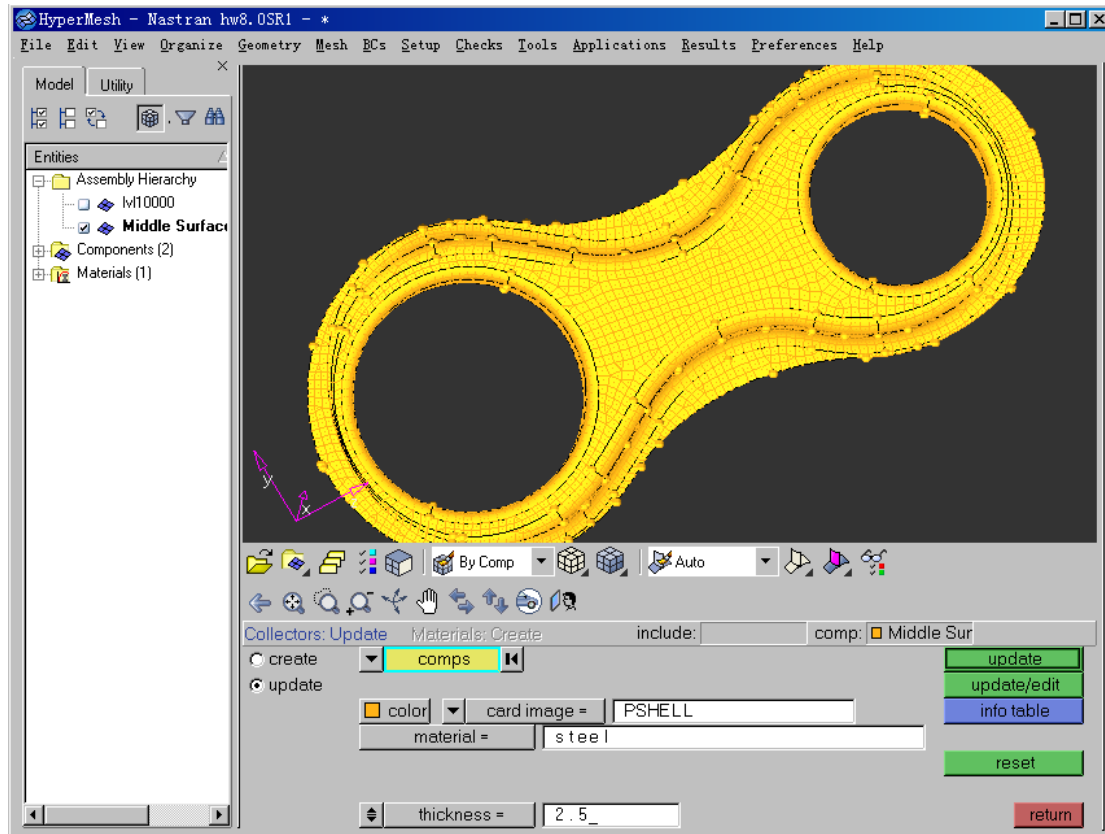 HyperMesh - Nastran hw8.0SR1 - *
File Edit View Organize Geometry Mesh BCs Setup Checks Tools Applications Results Preferences Help
Model Utility
Entities
Assembly Hierarchy
lvl10000
Middle Surfac
Components (2)
Materials (1)
y
x
By Comp Auto
Collectors: Update Materials: Create include: comp: Middle Sur
create comps update
update update/edit
color card image = PSHELL info table
material = steel
reset
thickness = 2.5_ return